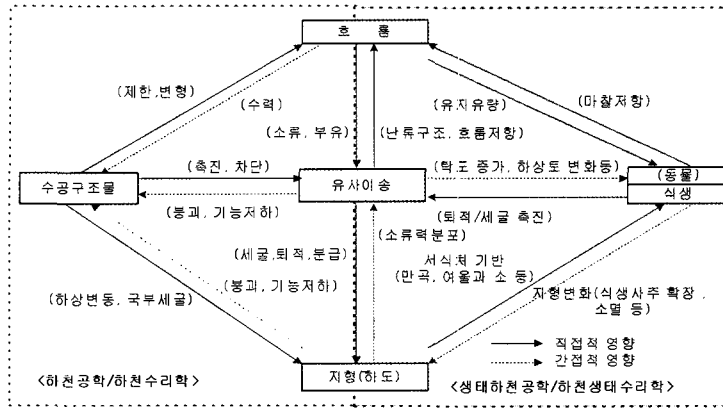 흐 름
(제한,변형)
(수력)
(소류, 부유)
(난류구조, 흐름저항)
(유지유량)
(마찰저항)
(촉진, 차단)
수공구조물
유사이송
(탁도 증가, 하상토 변화등)
(동물)
식생
(붕괴, 기능저하)
(퇴적/세굴 촉진)
(소류력분포)
(세굴,퇴적,분급)
(붕괴, 기능저하)
서식처 기반
(만곡, 여울과 소 등)
(하상변동, 국부세굴)
지형변화(식생사주 확장 ,
소멸 등)
직접적 영향
간접적 영향
지형(하도)
<하천공학/하천수리학>
<생태하천공학/하천생태수리학>